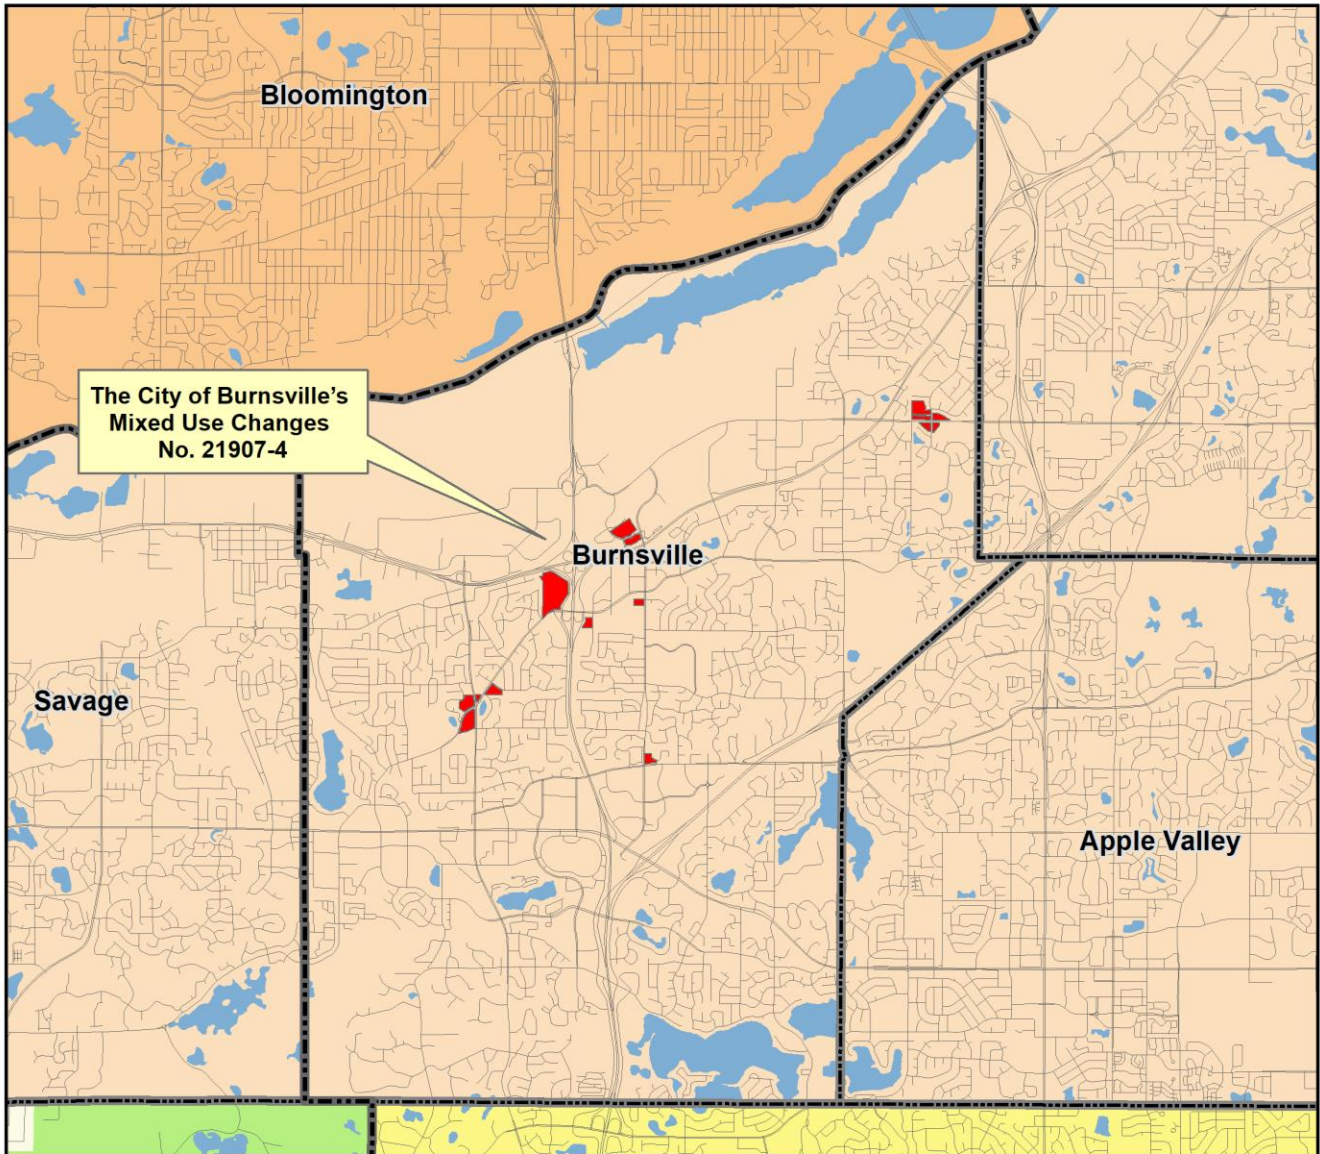 Bloomington
The City of Burnsville’s
Mixed Use Changes
No. 21907-4
Burnsville
Savage
Apple Valley